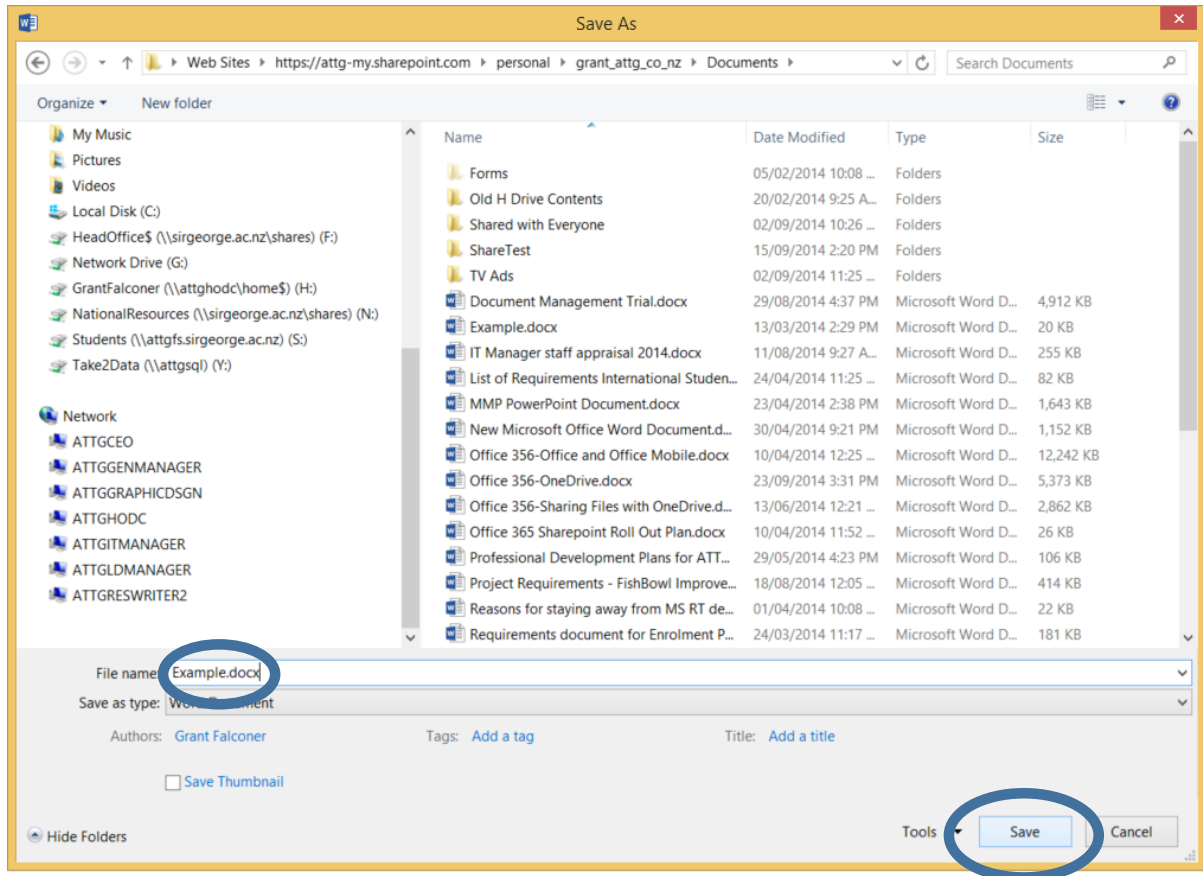 Save As
Web Sites https://attg-my.sharepoint.com personal grant_attg_co_nz Documents Search Documents
Organize New folder
My Music
Pictures
Videos
Local Disk (C:)
HeadOffice$ (\\sirgeorge.ac.nz\shares) (F:)
Network Drive (G:)
GrantFalconer (\\attghodc\home$) (H:)
NationalResources (\\sirgeorge.ac.nz\shares) (N:)
Students (\\attgfs.sirgeorge.ac.nz) (S:)
Take2Data (\\attgsql) (Y:)
Network
ATTGCEO
ATTGGENMANAGER
ATTGGRAPHICDSGN
ATTGHODC
ATTGITMANAGER
ATTGLDMANAGER
ATTGRESWRITER2
Name Date Modified Type Size
Forms 05/02/2014 10:08 ... Folders
Old H Drive Contents 20/02/2014 9:25 A... Folders
Shared with Everyone 02/09/2014 10:26 ... Folders
ShareTest 15/09/2014 2:20 PM Folders
TV Ads 02/09/2014 11:25 ... Folders
Document Management Trial.docx 29/08/2014 4:37 PM Microsoft Word D... 4,912 KB
Example.docx 13/03/2014 2:29 PM Microsoft Word D... 20 KB
IT Manager staff appraisal 2014.docx 11/08/2014 9:27 A... Microsoft Word D... 255 KB
List of Requirements International Studen... 24/04/2014 11:25 ... Microsoft Word D... 82 KB
MMP PowerPoint Document.docx 23/04/2014 2:38 PM Microsoft Word D... 1,643 KB
New Microsoft Office Word Document.d... 30/04/2014 9:21 PM Microsoft Word D... 1,152 KB
Office 356-Office and Office Mobile.docx 10/04/2014 12:25 ... Microsoft Word D... 12,242 KB
Office 356-OneDrive.docx 23/09/2014 3:31 PM Microsoft Word D... 5,373 KB
Office 356-Sharing Files with OneDrive.d... 13/06/2014 12:21 ... Microsoft Word D... 2,862 KB
Office 365 Sharepoint Roll Out Plan.docx 10/04/2014 11:52 ... Microsoft Word D... 26 KB
Professional Development Plans for ATT... 29/05/2014 4:23 PM Microsoft Word D... 106 KB
Project Requirements - FishBowl Improve... 18/08/2014 12:05 ... Microsoft Word D... 414 KB
Reasons for staying away from MS RT de... 01/04/2014 10:08 ... Microsoft Word D... 22 KB
Requirements document for Enrolment P... 24/03/2014 11:17 ... Microsoft Word D... 181 KB
File name: Example.docx
Save as type: Word Document
Authors: Grant Falconer Tags: Add a tag Title: Add a title
Save Thumbnail
Hide Folders Tools Save Cancel